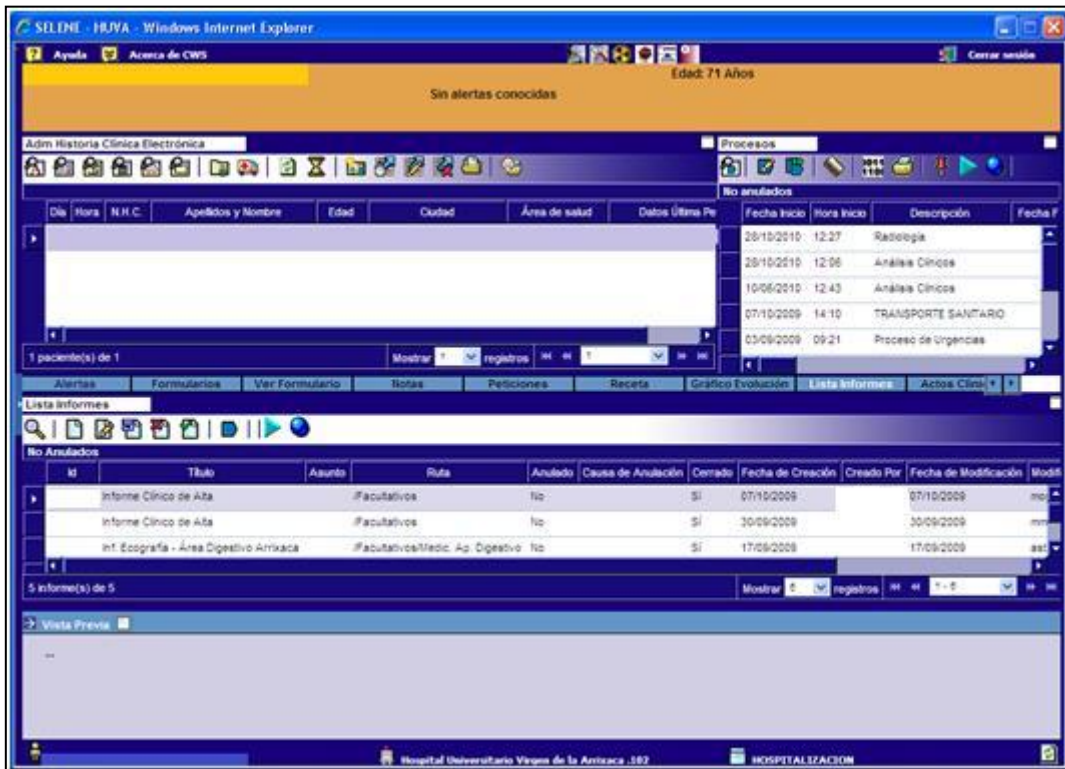 SELENE - HUVA - Windows Internet Explorer
Ayuda Acerca de CWS Cerrar sesión
Edad: 71 Años
Sin alertas conocidas
Adm Historia Clínica Electrónica Procesos
No anulados
Día Hora N.H.C. Apellidos y Nombre Edad Ciudad Área de salud Datos Última Pe
Fecha Inicio Hora Inicio Descripción Fecha F
28/10/2010 12:27 Radiología
28/10/2010 12:06 Análisis Clínicos
10/06/2010 12:43 Análisis Clínicos
07/10/2009 14:10 TRANSPORTE SANITARIO
03/09/2009 09:21 Proceso de Urgencias
1 paciente(s) de 1 Mostrar 1 registros 1
Alertas Formularios Ver Formulario Notas Peticiones Receta Gráfico Evolución Lista Informes Actos Clíni
Lista Informes
No Anulados
Id Título Asunto Ruta Anulado Causa de Anulación Cerrado Fecha de Creación Creado Por Fecha de Modificación Modifi
Informe Clínico de Alta /Facultativos No Sí 07/10/2009 07/10/2009
Informe Clínico de Alta /Facultativos No Sí 30/09/2009 30/09/2009
Inf. Ecografía - Área Digestivo Arrixaca /Facultativos/Medic. Ap. Digestivo No Sí 17/09/2009 17/09/2009
5 informe(s) de 5 Mostrar registros
Vista Previa
--
Hospital Universitario Virgen de la Arrixaca .102 HOSPITALIZACION